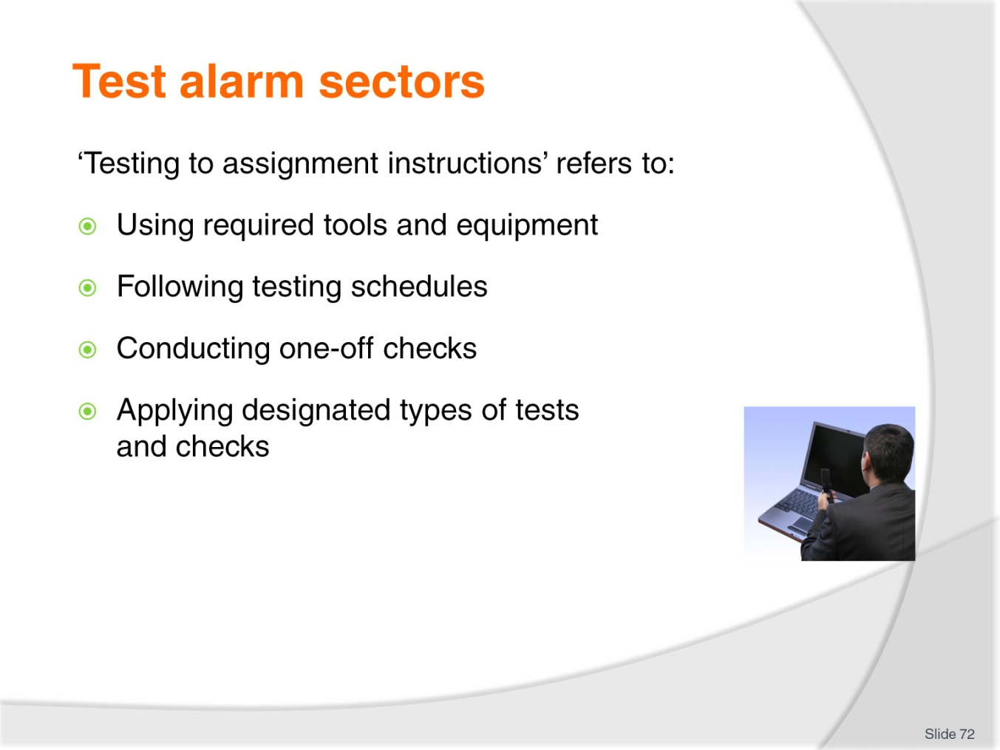 Test alarm sectors
‘Testing to assignment instructions’ refers to:
Using required tools and equipment
Following testing schedules
Conducting one-off checks
Applying designated types of tests
and checks
Slide 72